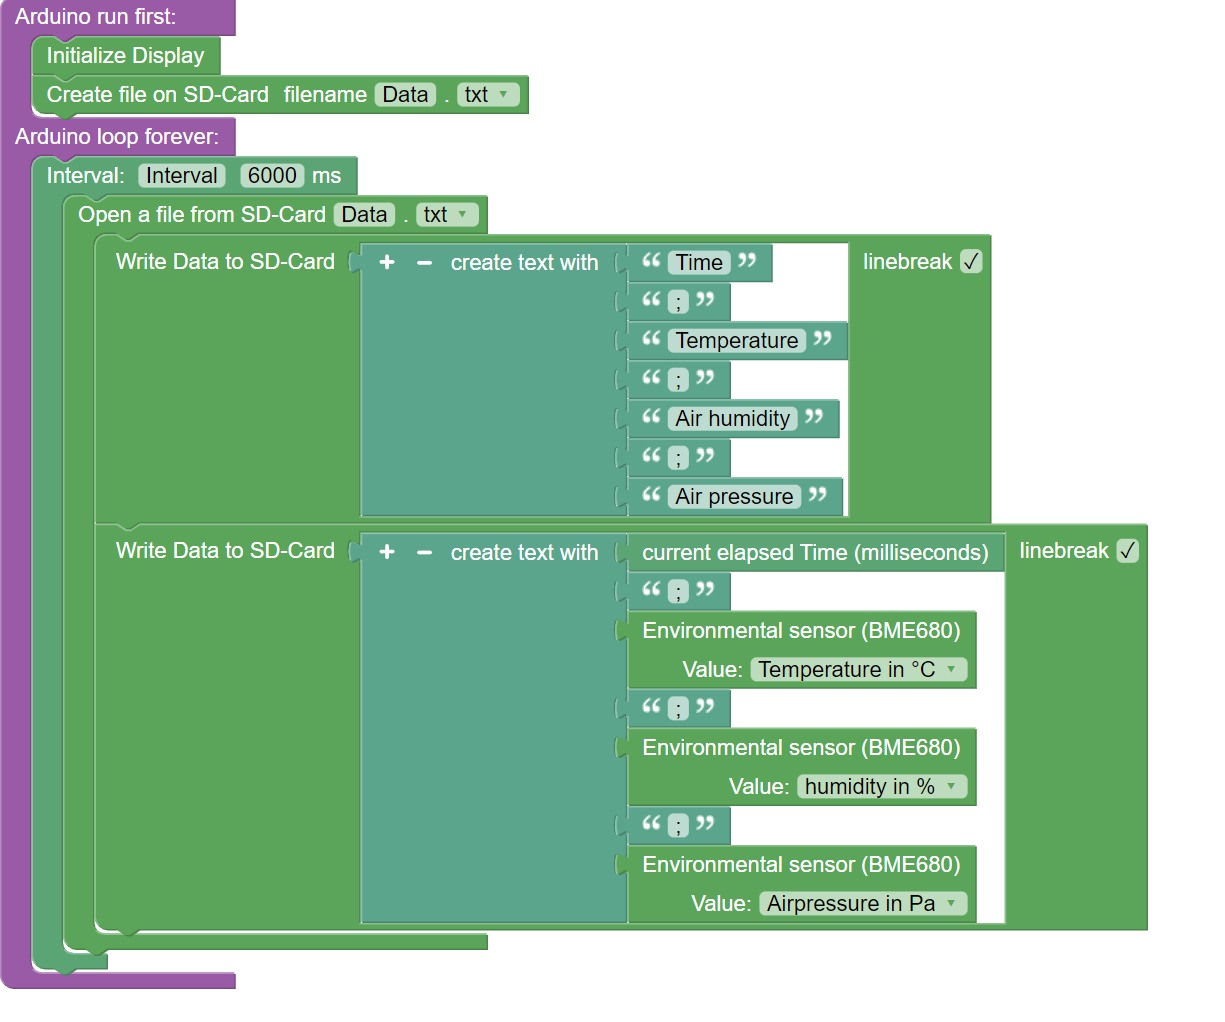 Arduino run first:
Initialize Display
Create file on SD-Card filename Data . txt
Arduino loop forever:
Interval: Interval 6000 ms
Open a file from SD-Card Data . txt
Write Data to SD-Card + − create text with “ Time ” linebreak ✓
“ ; ”
“ Temperature ”
“ ; ”
“ Air humidity ”
“ ; ”
“ Air pressure ”
Write Data to SD-Card + − create text with current elapsed Time (milliseconds) linebreak ✓
“ ; ”
Environmental sensor (BME680)
Value: Temperature in °C
“ ; ”
Environmental sensor (BME680)
Value: humidity in %
“ ; ”
Environmental sensor (BME680)
Value: Airpressure in Pa